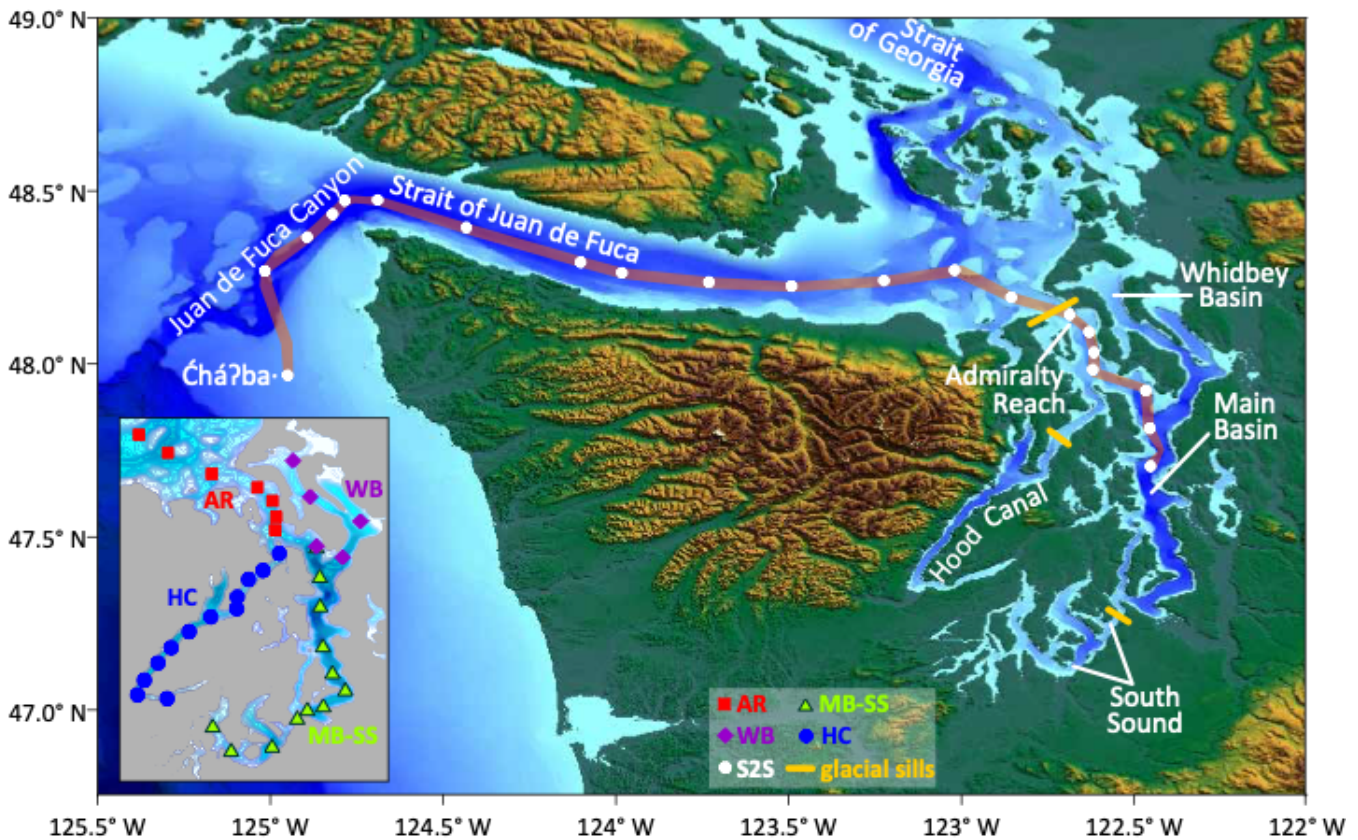 49.0° N
48.5° N
48.0° N
47.5° N
47.0° N
125.5° W
125° W
124.5° W
124° W
123.5° W
123° W
122.5° W
122° W
Strait
of Georgia
Juan de Fuca Canyon
Strait of Juan de Fuca
Whidbey
Basin
C̓háʔba·
Admiralty
Reach
Main
Basin
Hood Canal
South
Sound
AR
WB
HC
MB-SS
AR
MB-SS
WB
HC
S2S
glacial sills